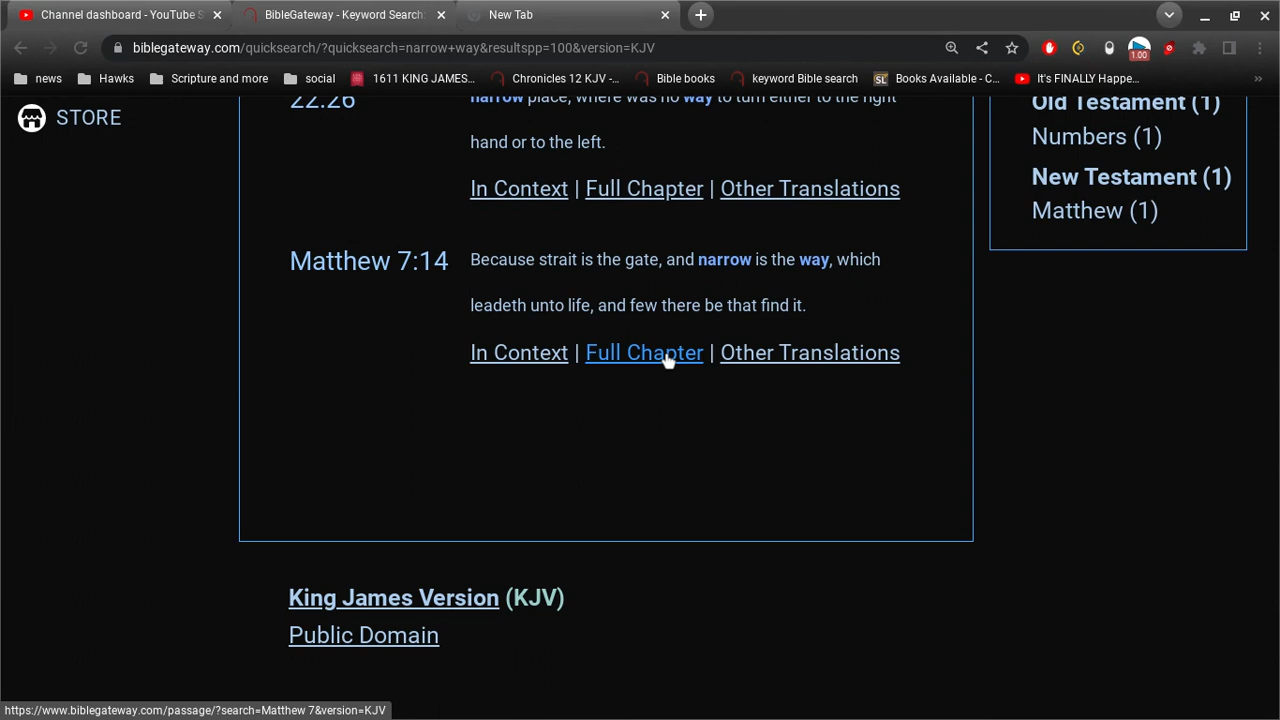 Channel dashboard - YouTube S
BibleGateway - Keyword Search:
New Tab
biblegateway.com/quicksearch/?quicksearch=narrow+way&resultspp=100&version=KJV
1.00
news
Hawks
Scripture and more
social
1611 KING JAMES...
Chronicles 12 KJV -...
Bible books
keyword Bible search
SL
Books Available - C...
It's FINALLY Happe...
»
STORE
22:26
narrow place, where was no way to turn either to the right
hand or to the left.
In Context | Full Chapter | Other Translations
Matthew 7:14
Because strait is the gate, and narrow is the way, which
leadeth unto life, and few there be that find it.
In Context | Full Chapter | Other Translations
Old Testament (1)
Numbers (1)
New Testament (1)
Matthew (1)
King James Version (KJV)
Public Domain
https://www.biblegateway.com/passage/?search=Matthew 7&version=KJV